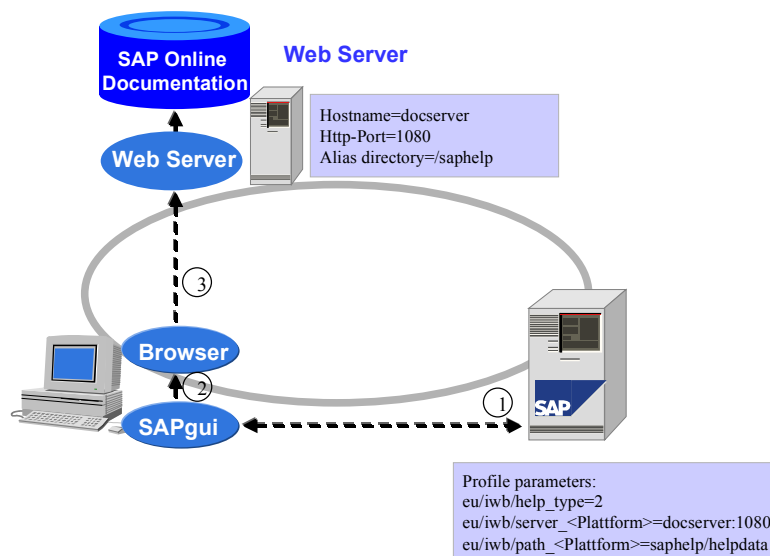 SAP Online
Documentation
Web Server
Hostname=docserver
Http-Port=1080
Alias directory=/saphelp
Web Server
3
Browser
2
SAPgui
1
SAP
Profile parameters:
eu/iwb/help_type=2
eu/iwb/server_<Plattform>=docserver:1080
eu/iwb/path_<Plattform>=saphelp/helpdata